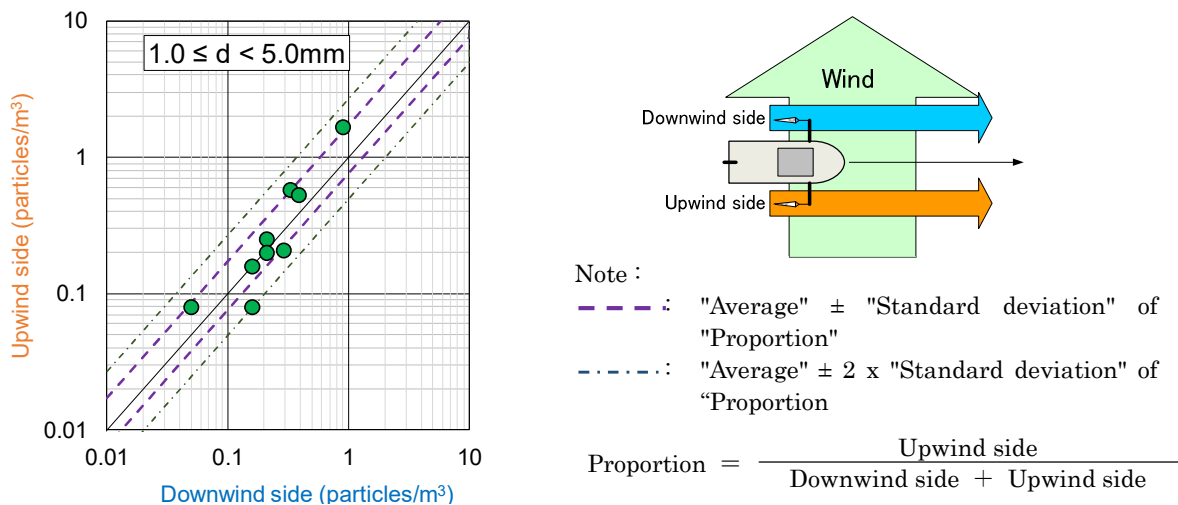 10
1
0.1
0.01
Upwind side (particles/m³)
1.0 ≤ d < 5.0mm
0.01
0.1
1
10
Downwind side (particles/m³)
Wind
Downwind side
Upwind side
Note :
: "Average" ± "Standard deviation" of
"Proportion"
: "Average" ± 2 x "Standard deviation" of
“Proportion
Proportion = Upwind side
Downwind side + Upwind side